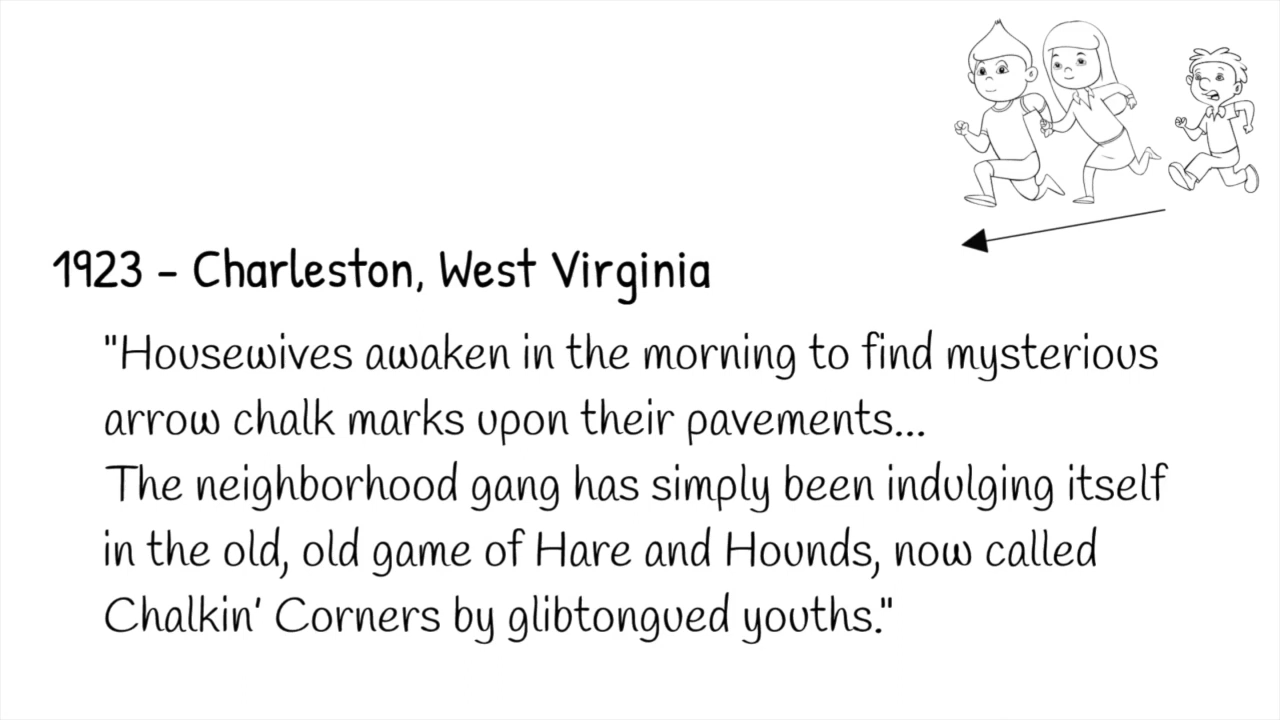 1923 – Charleston, West Virginia
"Housewives awaken in the morning to find mysterious
arrow chalk marks upon their pavements...
The neighborhood gang has simply been indulging itself
in the old, old game of Hare and Hounds, now called
Chalkin' Corners by glibtongued youths."